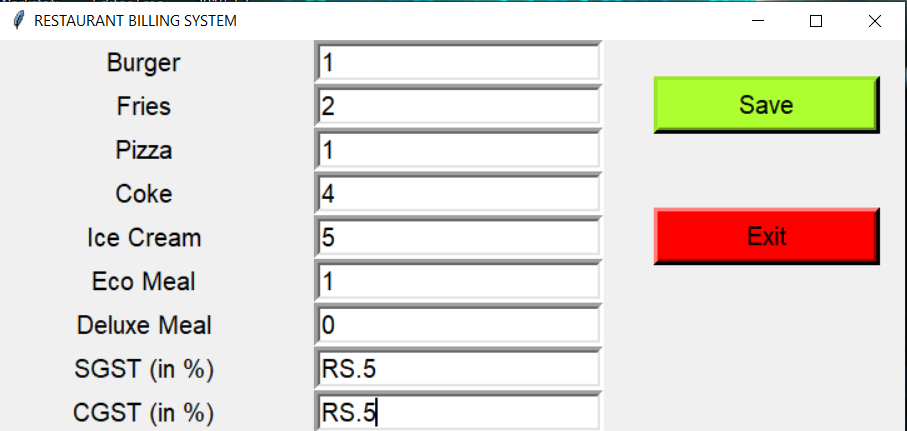 RESTAURANT BILLING SYSTEM
Burger 1
Fries 2
Pizza 1
Coke 4
Ice Cream 5
Eco Meal 1
Deluxe Meal 0
SGST (in %) RS.5
CGST (in %) RS.5
Save
Exit